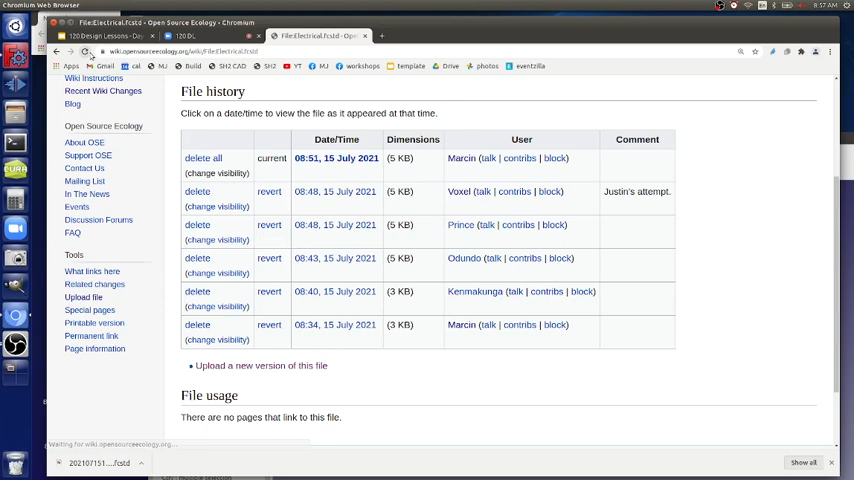 Chromium Web Browser
8:57 AM
File:Electrical.fcstd - Open Source Ecology - Chromium
120 Design Lessons - Day
120 DL
File:Electrical.fcstd - Op
wiki.opensourceecology.org/wiki/File:Electrical.fcstd
Apps Gmail cal MJ Build SH2 CAD SH2 YT MJ workshops template Drive photos eventzilla
Wiki Instructions
Recent Wiki Changes
Blog
Open Source Ecology
About OSE
Support OSE
Contact Us
Mailing List
In The News
Events
Discussion Forums
FAQ
Tools
What links here
Related changes
Upload file
Special pages
Printable version
Permanent link
Page information
File history
Click on a date/time to view the file as it appeared at that time.
Date/Time Dimensions User Comment
delete all current 08:51, 15 July 2021 (5 KB) Marcin (talk | contribs | block)
(change visibility)
delete revert 08:48, 15 July 2021 (5 KB) Voxel (talk | contribs | block) Justin's attempt.
(change visibility)
delete revert 08:48, 15 July 2021 (5 KB) Prince (talk | contribs | block)
(change visibility)
delete revert 08:43, 15 July 2021 (5 KB) Odundo (talk | contribs | block)
(change visibility)
delete revert 08:40, 15 July 2021 (3 KB) Kenmakunga (talk | contribs | block)
(change visibility)
delete revert 08:34, 15 July 2021 (3 KB) Marcin (talk | contribs | block)
(change visibility)
Upload a new version of this file
File usage
There are no pages that link to this file.
Waiting for wiki.opensourceecology.org...
202107151....fcstd
Show all